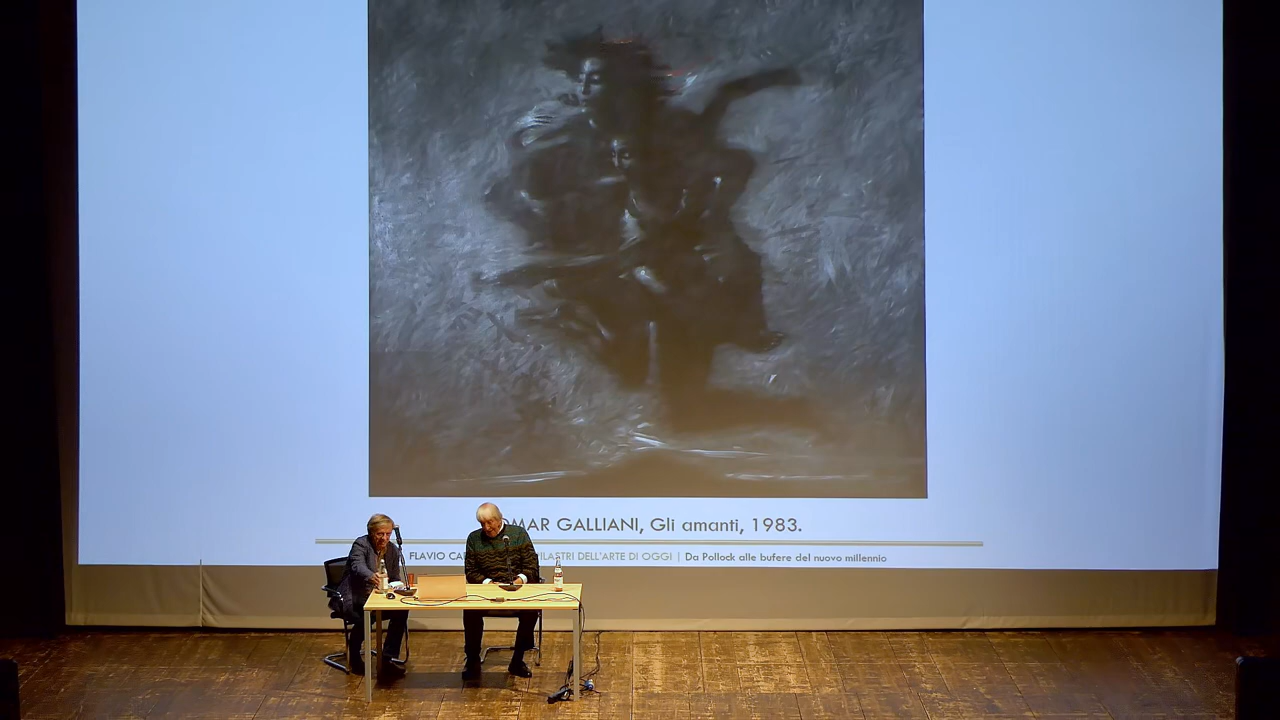 MAR GALLIANI, Gli amanti, 1983.
FLAVIO CA ILASTRI DELL'ARTE DI OGGI | Da Pollock alle bufere del nuovo millennio